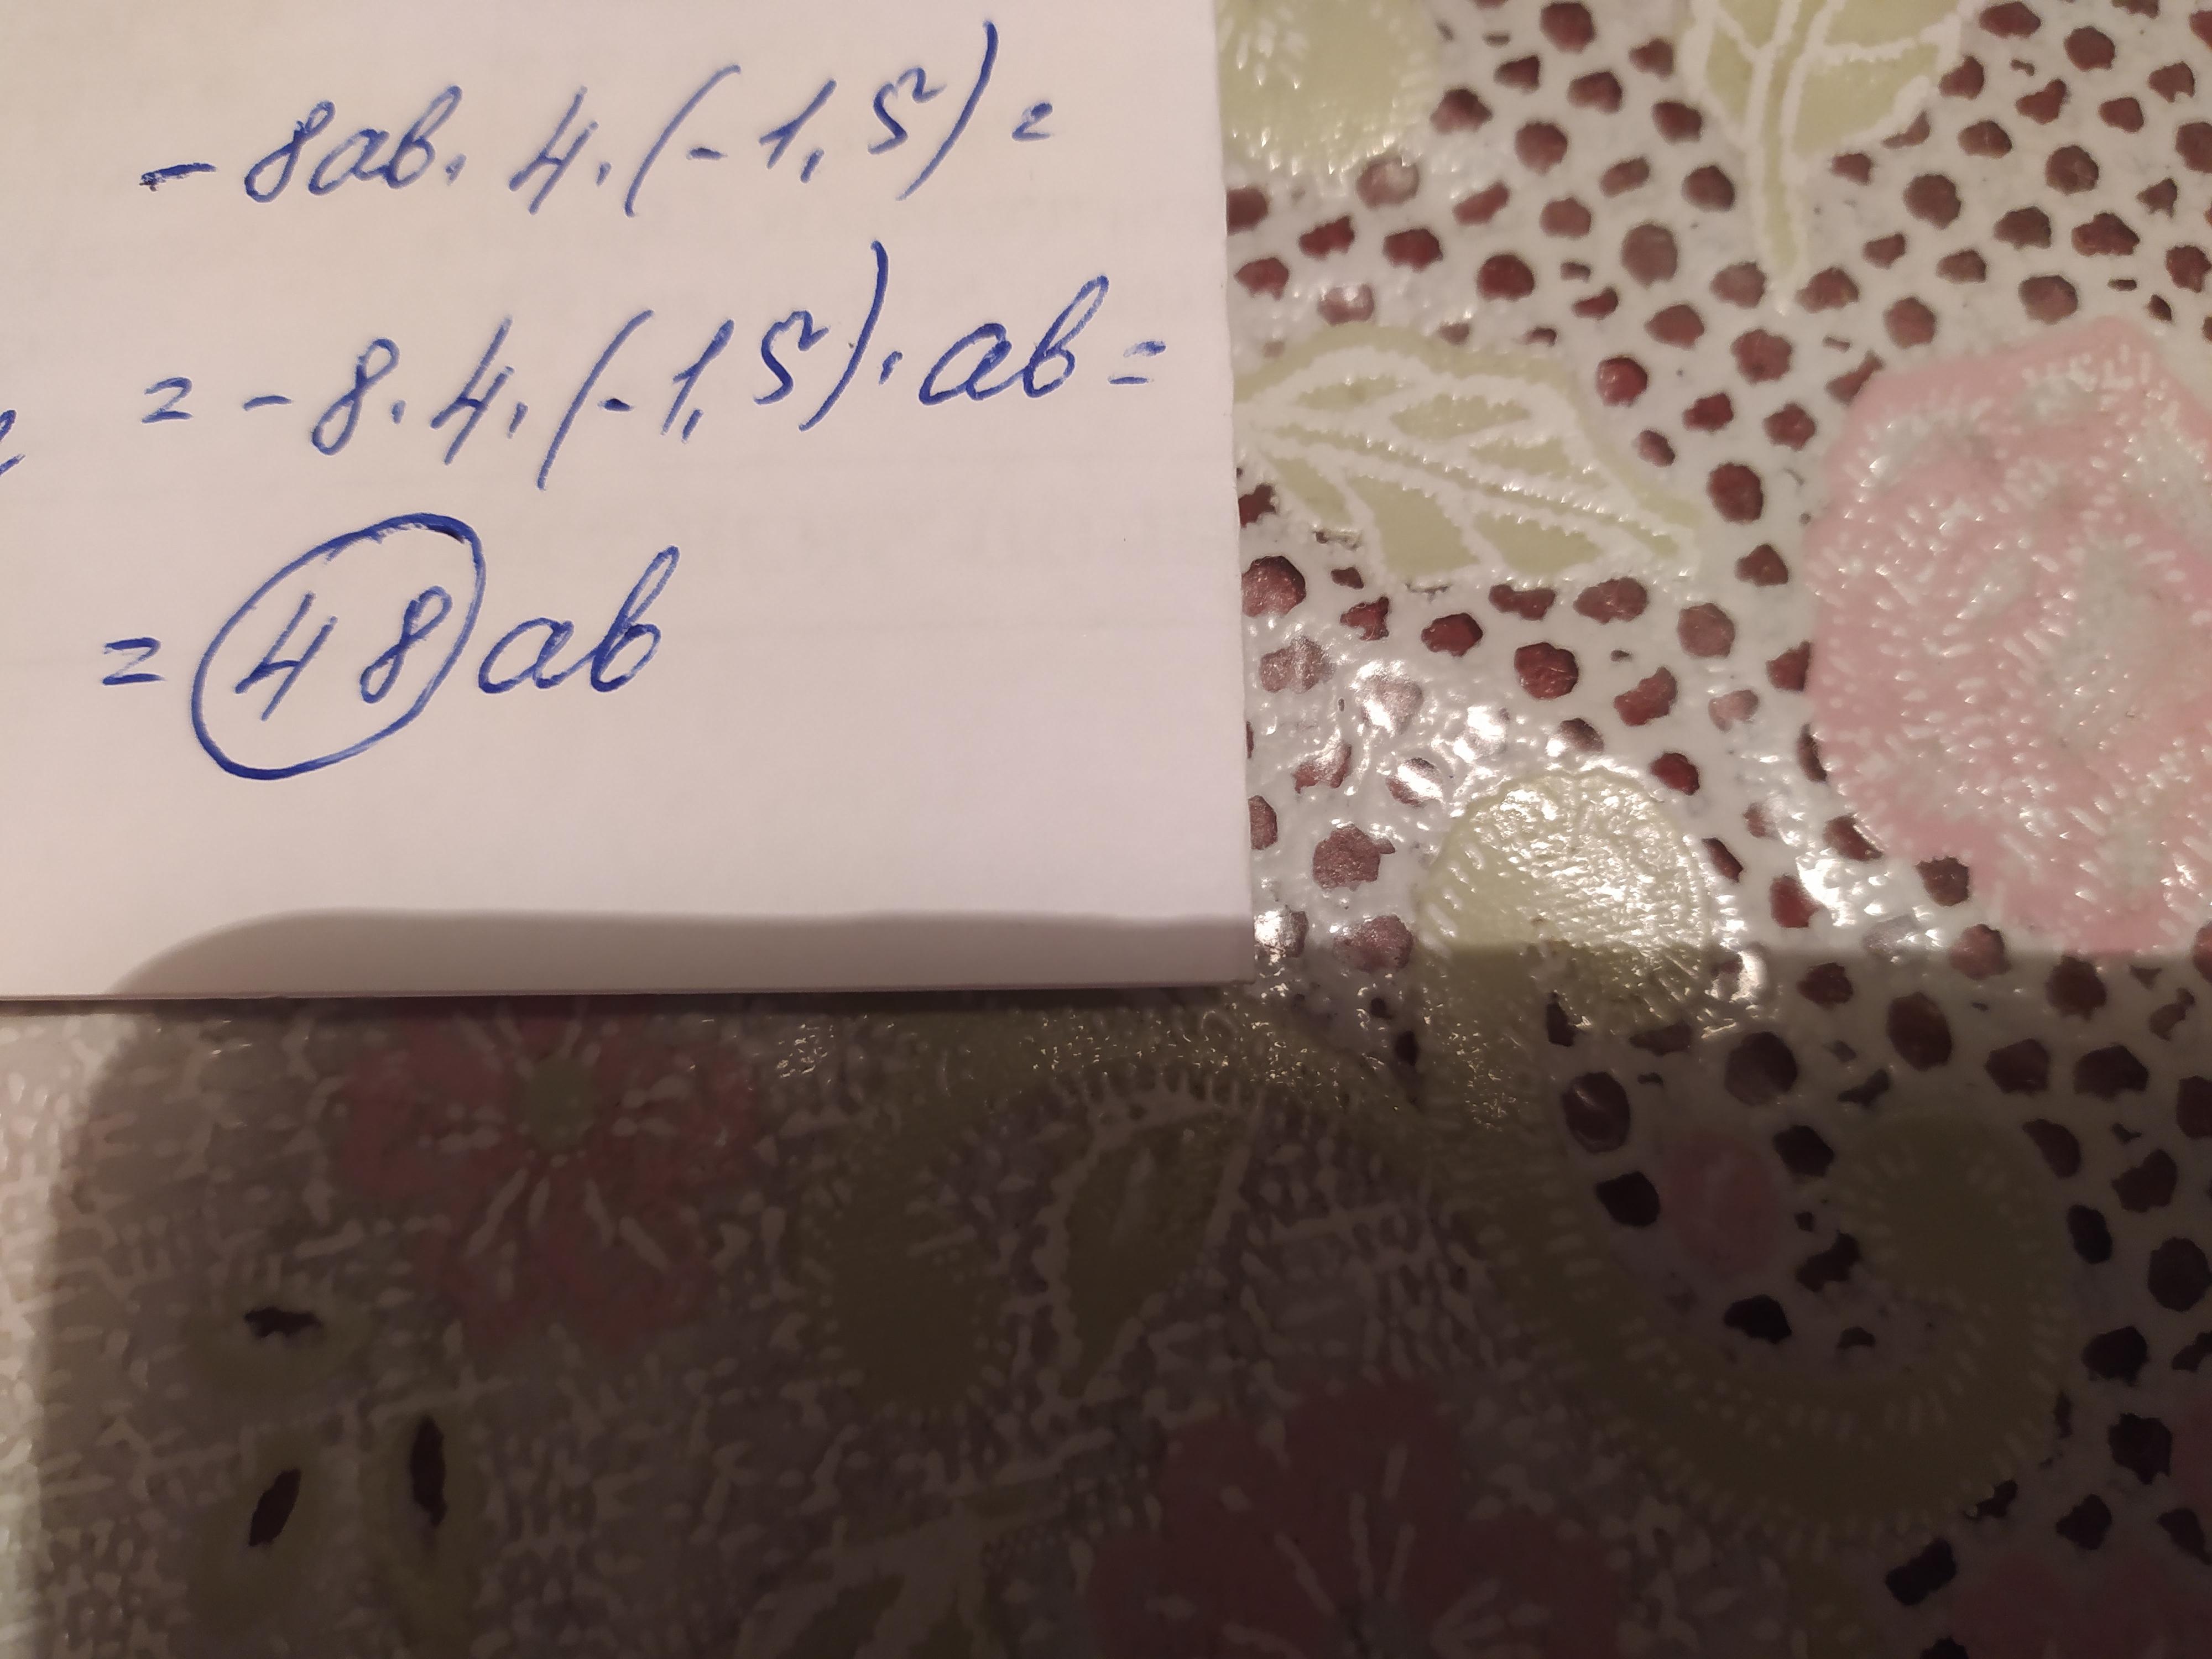 - 8ab. 4. (-1,5) =
= - 8. 4. (-1,5). ab =
= 48 ab